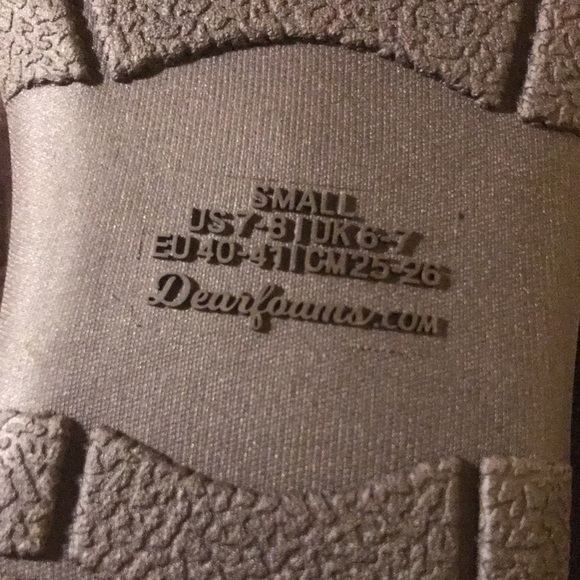 SMALL
US 7-8 | UK 6-7
EU 40-41 | CM 25-26
Dearfoams.COM